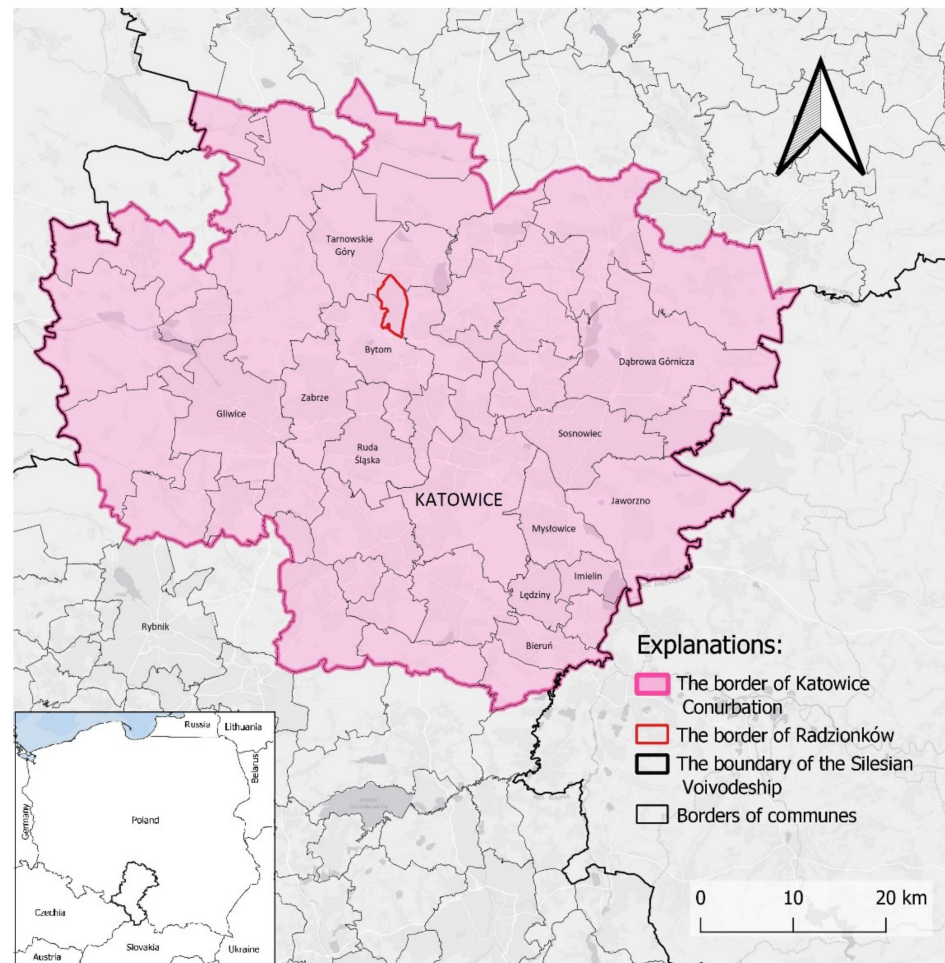 Tarnowskie
Góry
Bytom
Dąbrowa Górnicza
Zabrze
Gliwice
Sosnowiec
Ruda
Śląska
KATOWICE
Jaworzno
Mysłowice
Imielin
Lędziny
Bieruń
Rybnik
Explanations:
The border of Katowice
Conurbation
The border of Radzionków
The boundary of the Silesian
Voivodeship
Borders of communes
0 10 20 km
Russia
Lithuania
Belarus
Germany
Poland
Czechia
Slovakia
Ukraine
Austria